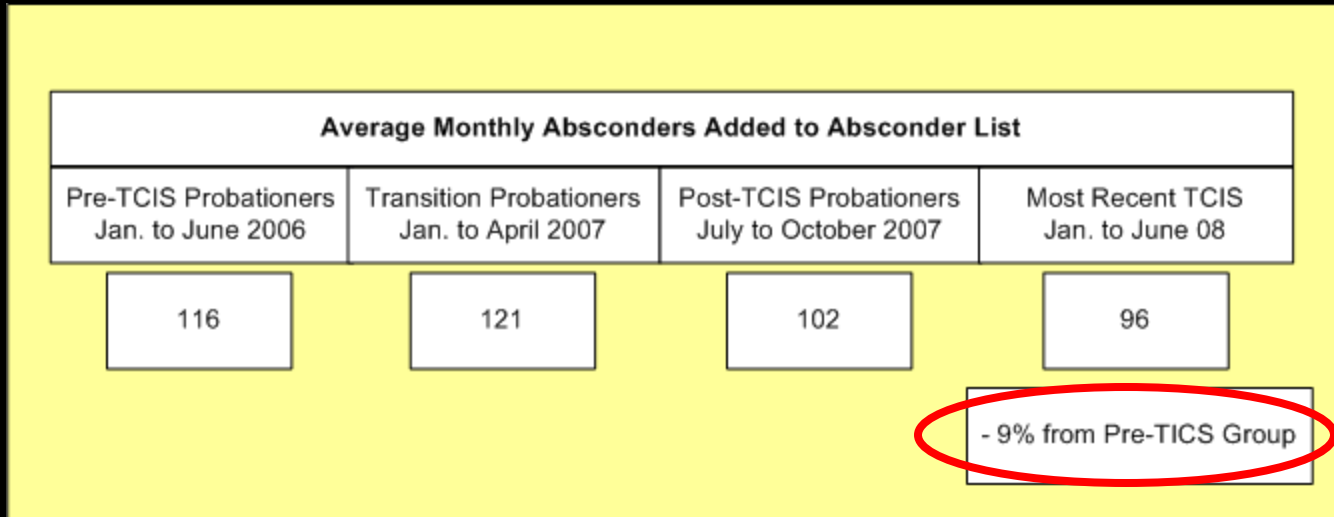 Average Monthly Absconders Added to Absconder List
Pre-TCIS Probationers
Jan. to June 2006
Transition Probationers
Jan. to April 2007
Post-TCIS Probationers
July to October 2007
Most Recent TCIS
Jan. to June 08
116
121
102
96
- 9% from Pre-TICS Group